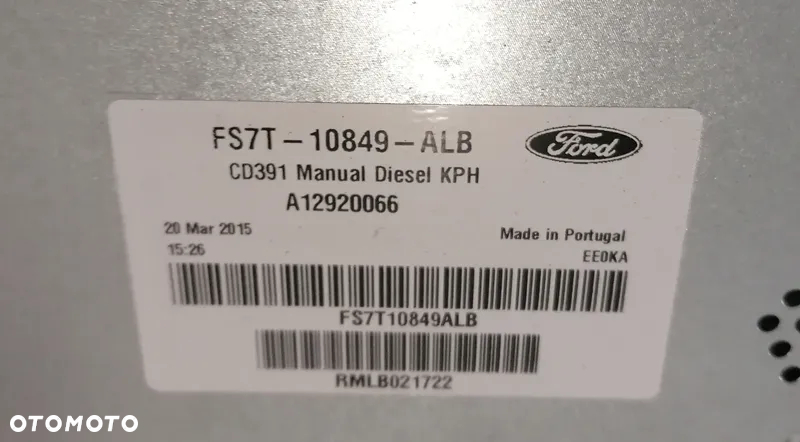 FS7T-10849-ALB
Ford
CD391 Manual Diesel KPH
A12920066
20 Mar 2015
15:26
Made in Portugal
EE0KA
FS7T10849ALB
RMLB021722
OTOMOTO